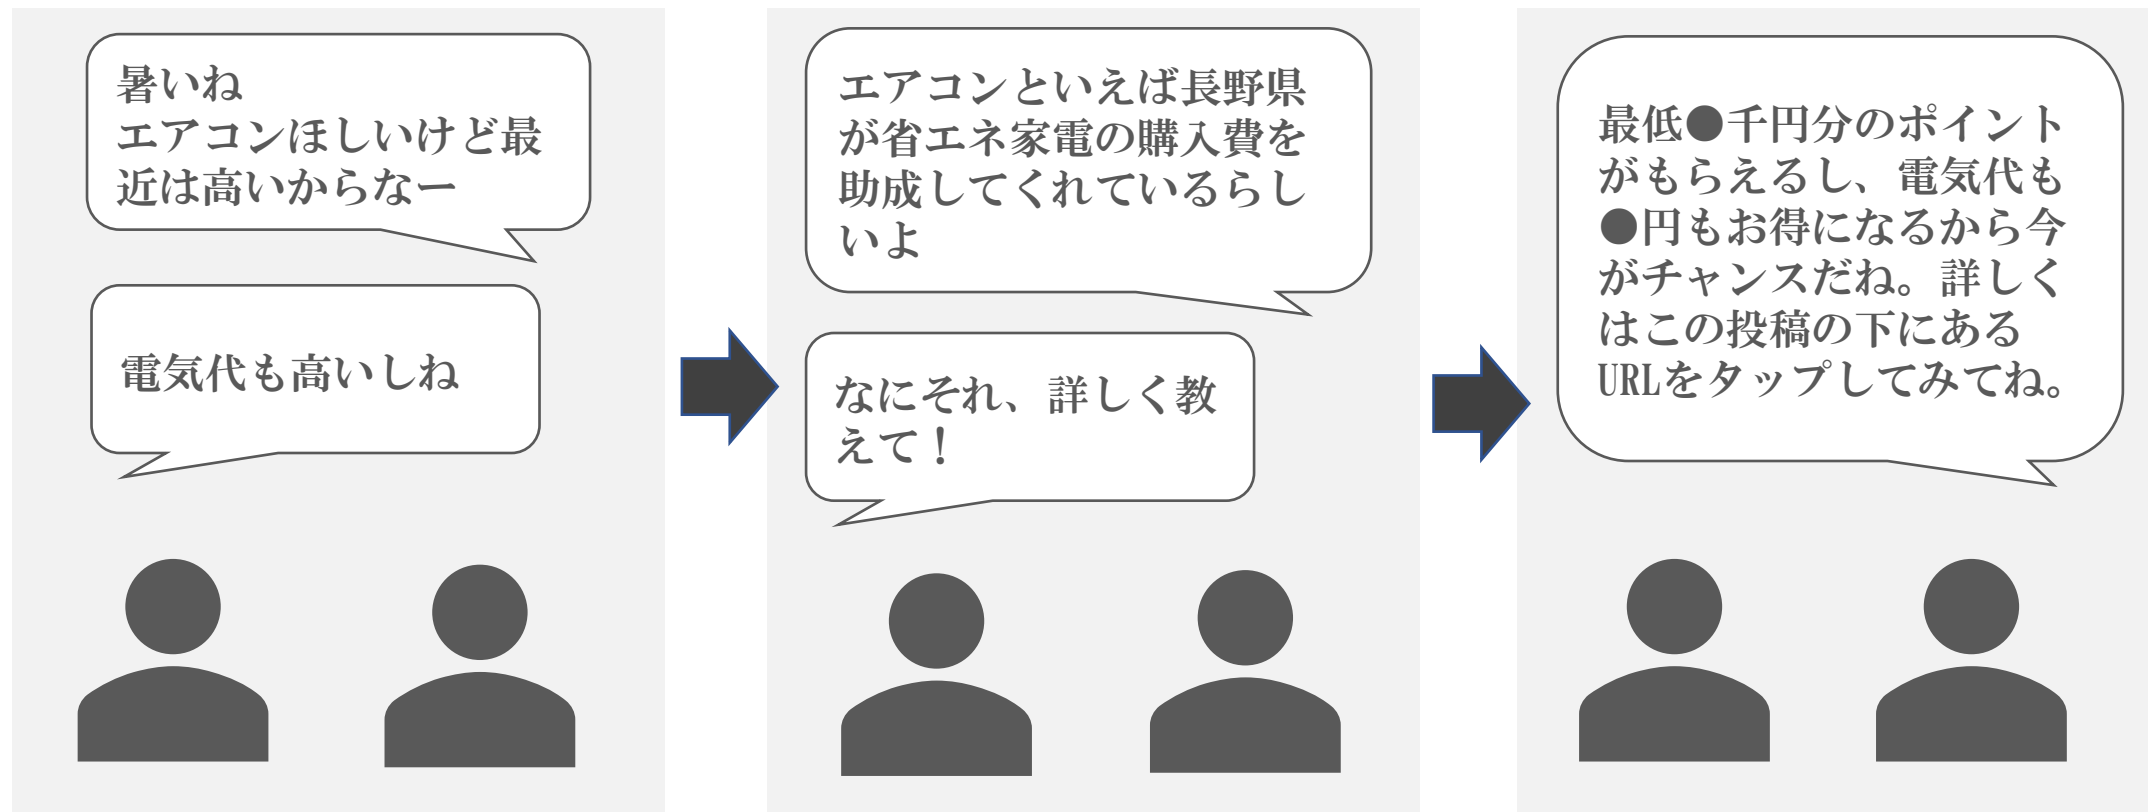 暑いね
エアコンほしいけど最
近は高いからなー
電気代も高いしね
エアコンといえば長野県
が省エネ家電の購入費を
助成してくれているらし
いよ
なにそれ、詳しく教
えて！
最低●千円分のポイント
がもらえるし、電気代も
●円もお得になるから今
がチャンスだね。詳しく
はこの投稿の下にある
URLをタップしてみてね。